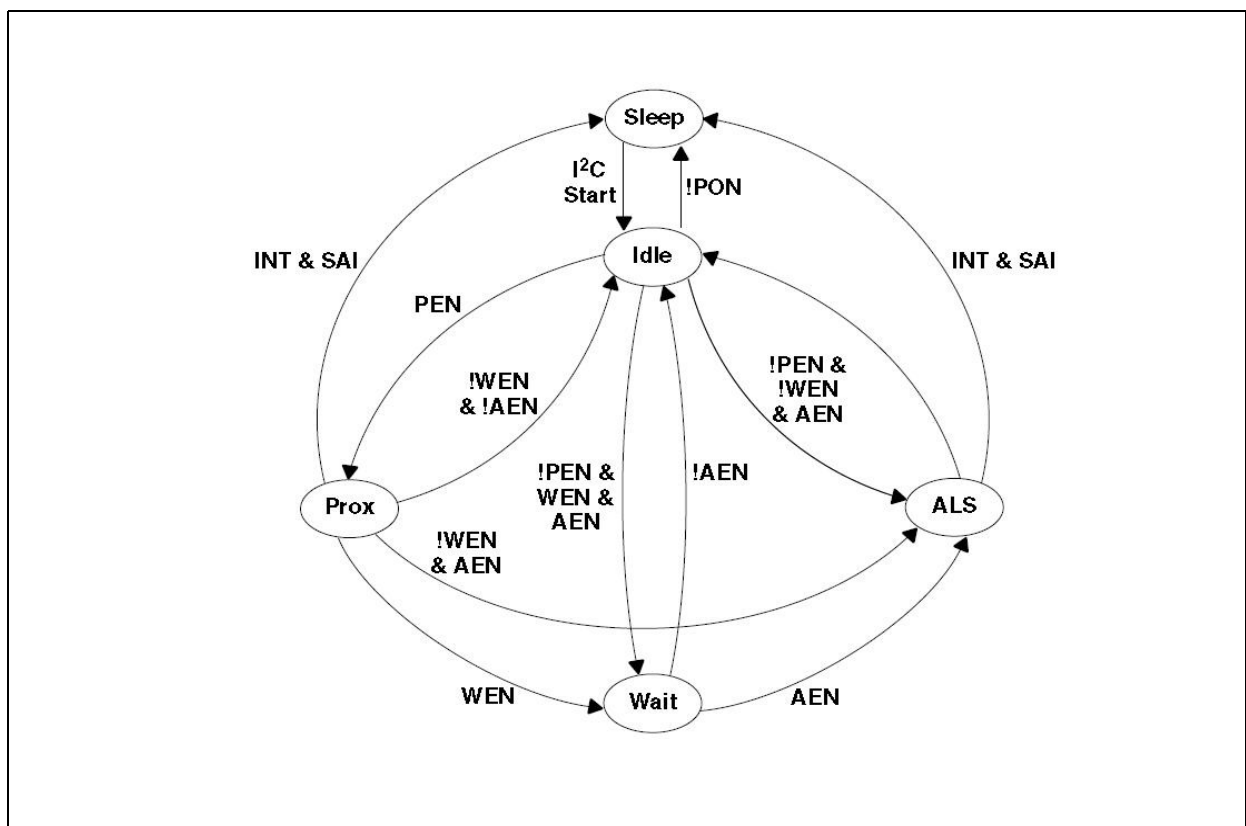 Sleep
I²C
Start
!PON
Idle
INT & SAI
INT & SAI
PEN
!WEN
& !AEN
!PEN &
!WEN
& AEN
!PEN &
WEN &
AEN
!AEN
Prox
ALS
!WEN
& AEN
WEN
Wait
AEN